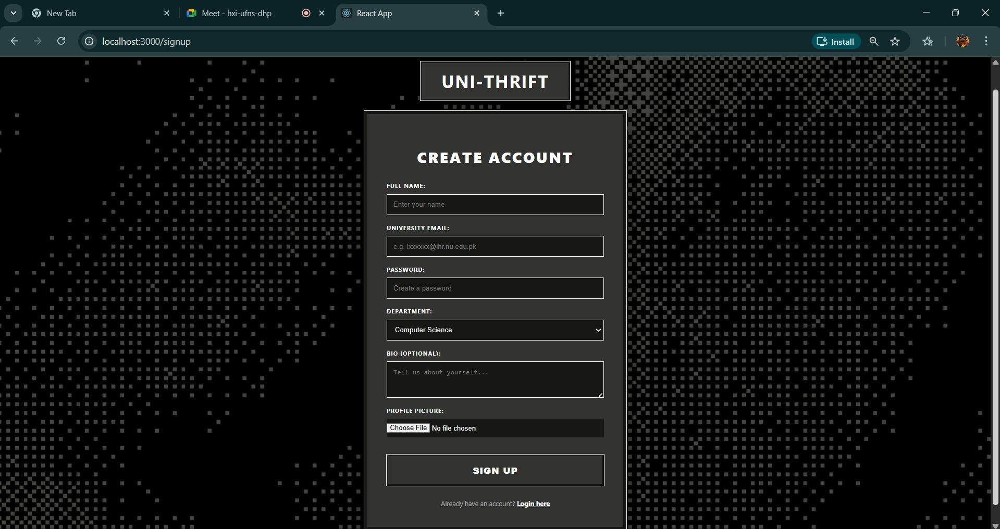 New Tab
Meet - hxi-ufns-dhp
React App
localhost:3000/signup
Install
UNI-THRIFT
CREATE ACCOUNT
FULL NAME:
Enter your name
UNIVERSITY EMAIL:
e.g. lxxxxxx@lhr.nu.edu.pk
PASSWORD:
Create a password
DEPARTMENT:
Computer Science
BIO (OPTIONAL):
Tell us about yourself...
PROFILE PICTURE:
Choose File No file chosen
SIGN UP
Already have an account? Login here